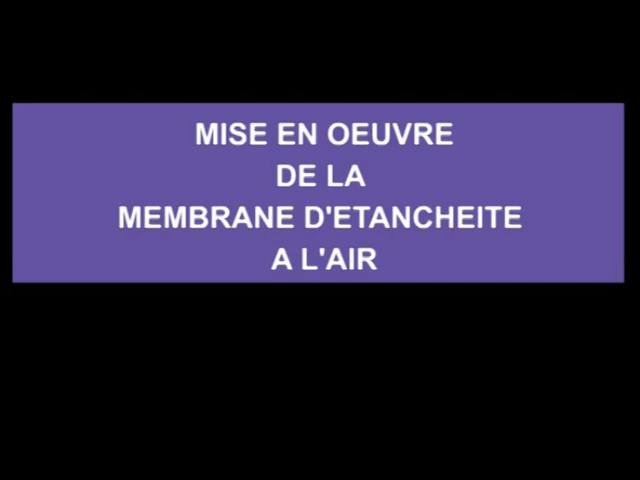 MISE EN OEUVRE
DE LA
MEMBRANE D'ETANCHEITE
A L'AIR